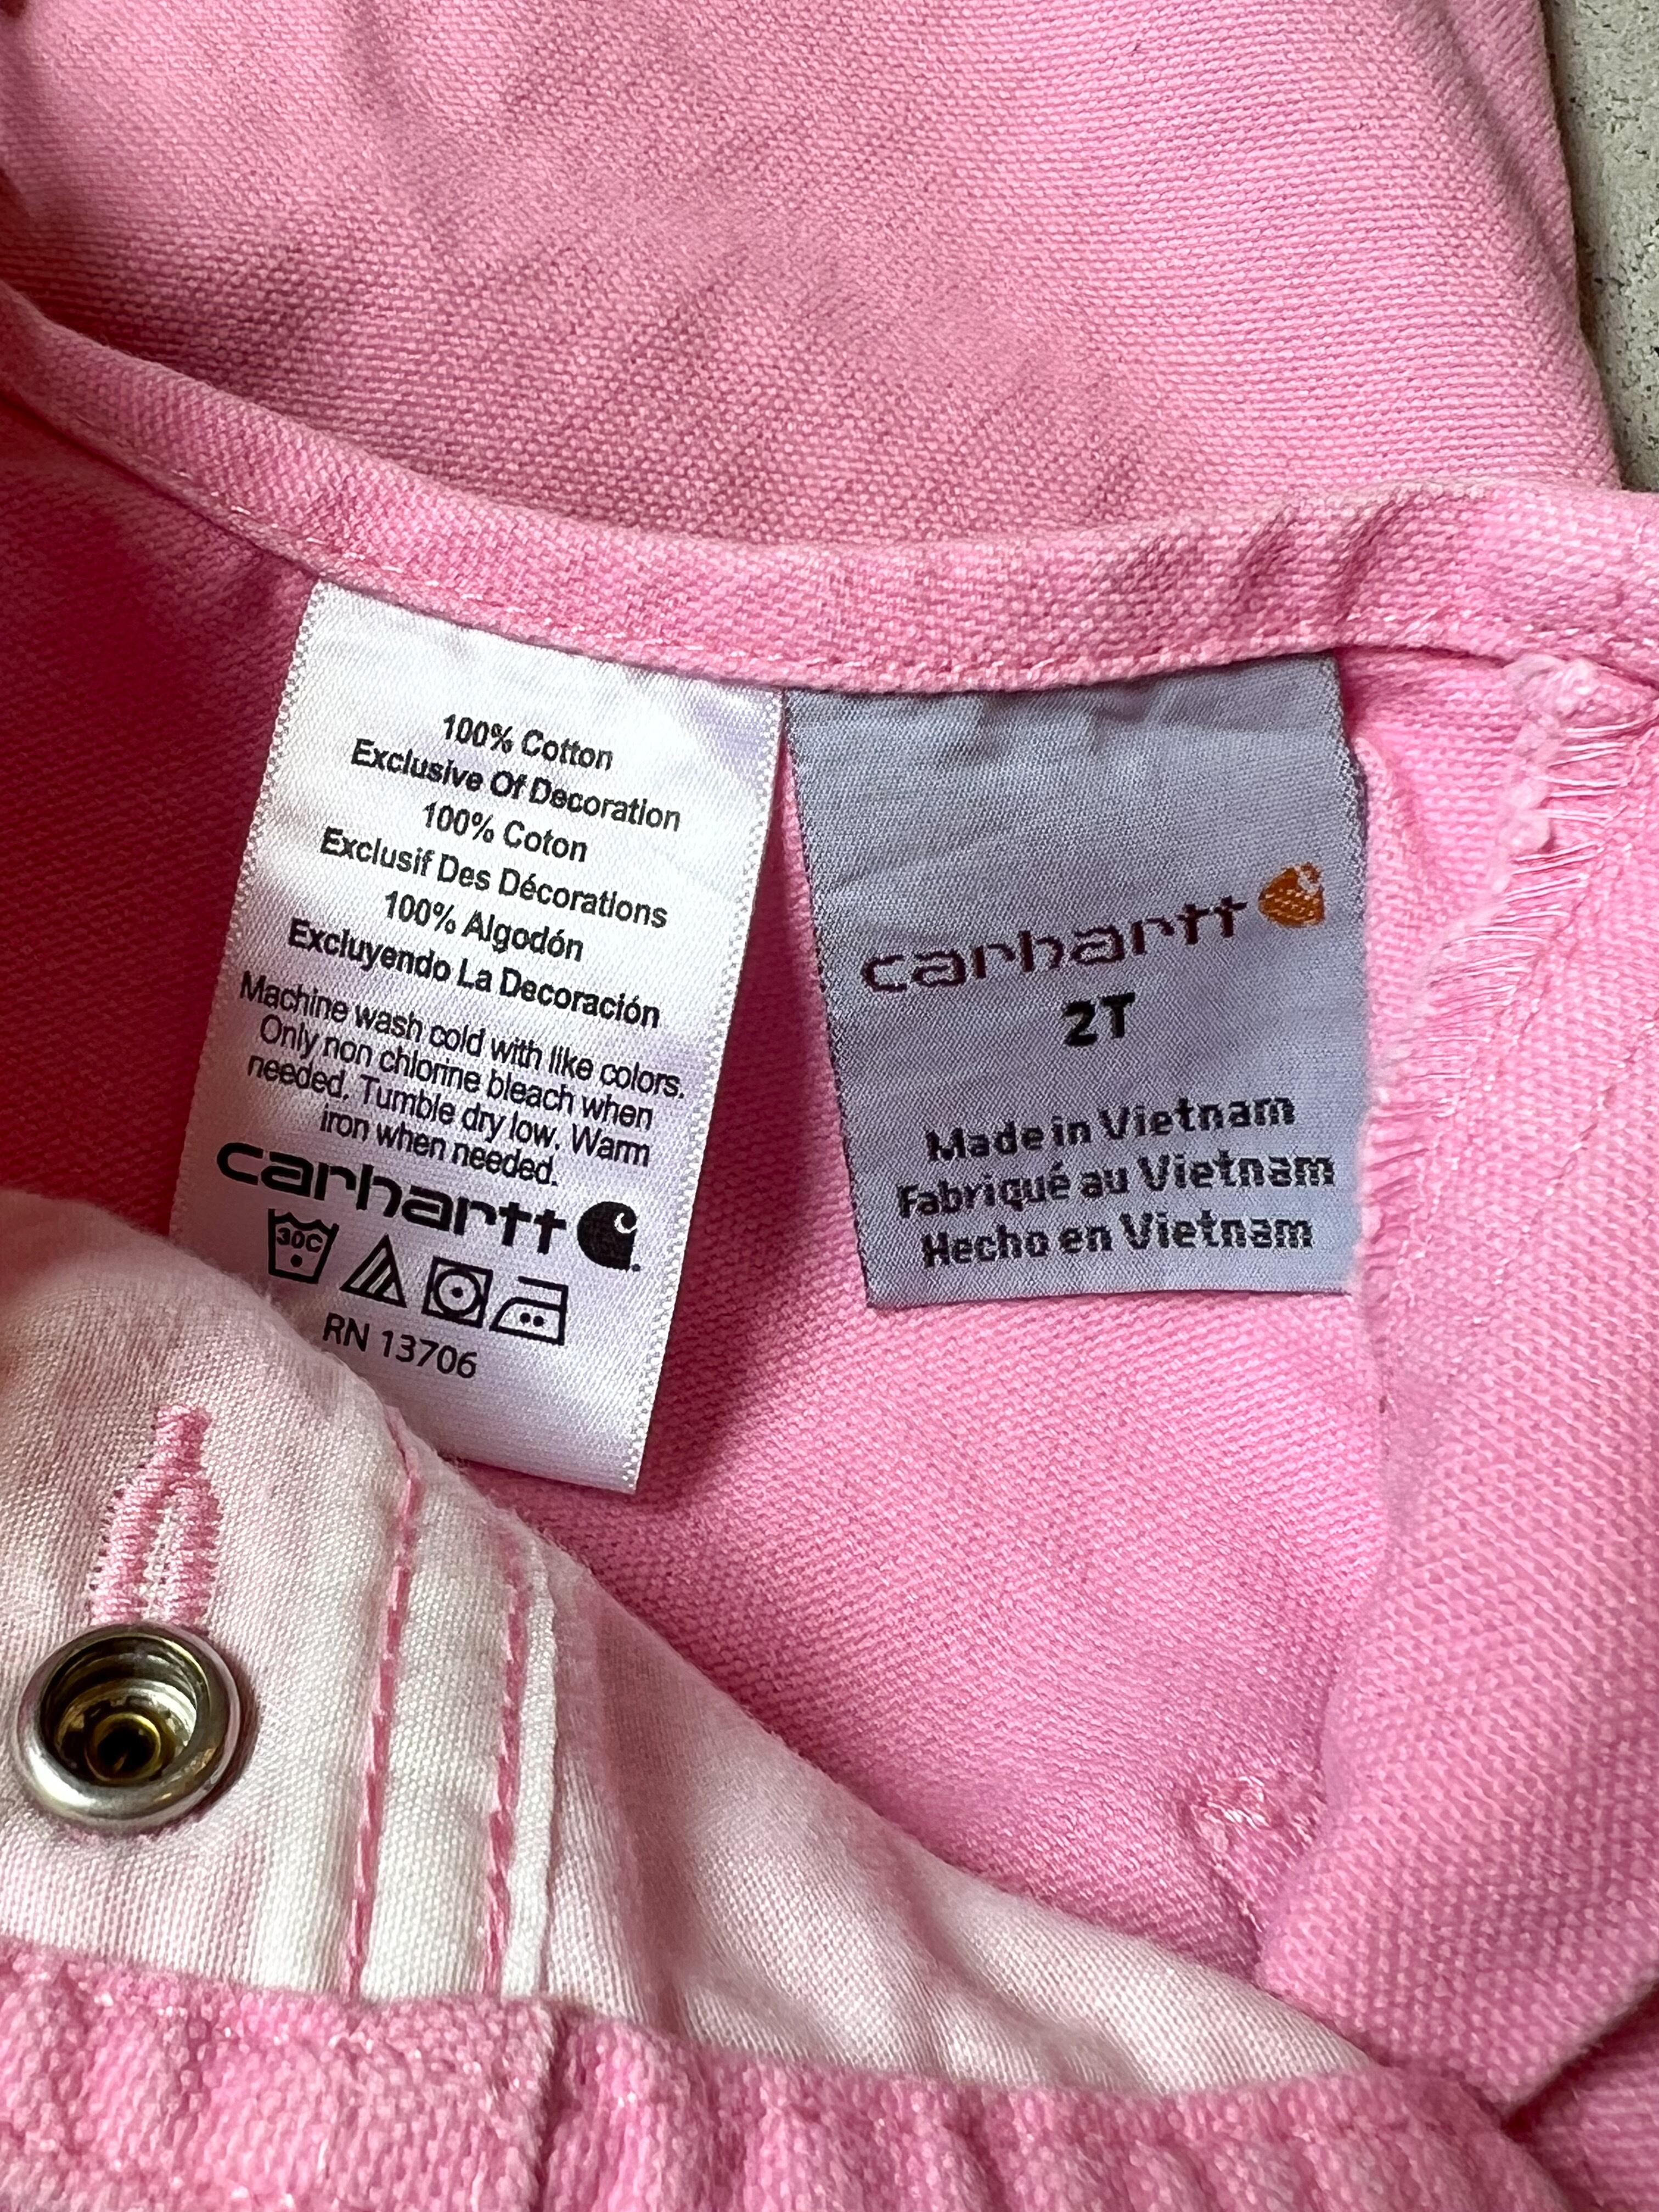 100% Cotton
Exclusive Of Decoration
100% Coton
Exclusif Des Décorations
100% Algodón
Excluyendo La Decoración
Machine wash cold with like colors.
Only non chlorine bleach when
needed. Tumble dry low. Warm
iron when needed.
carhartt
30C
RN 13706
carhartt
2T
Made in Vietnam
Fabriqué au Vietnam
Hecho en Vietnam